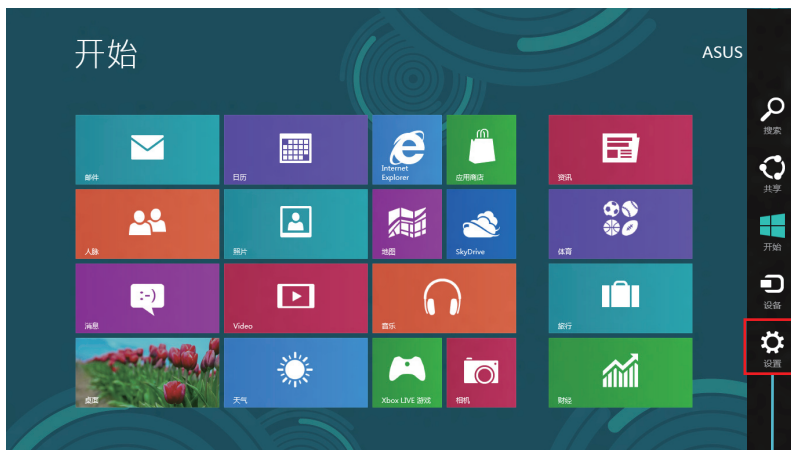 开始
ASUS
搜索
共享
开始
设备
设置
邮件
日历
Internet
Explorer
应用商店
资讯
人脉
照片
地图
SkyDrive
体育
:-)
消息
Video
音乐
旅行
桌面
天气
Xbox LIVE 游戏
相机
财经